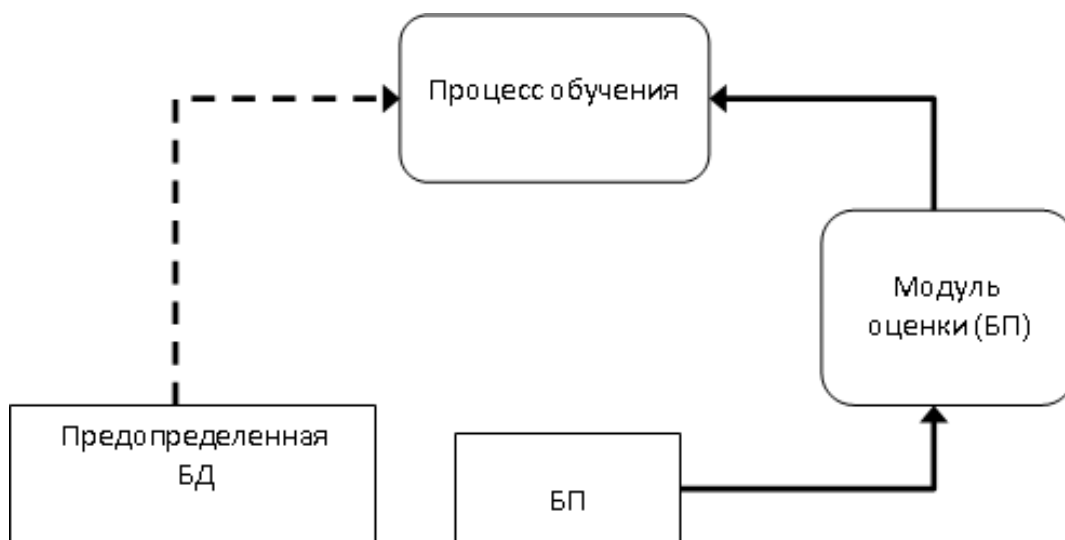 Процесс обучения
Модуль
оценки (БП)
Предопределенная
БД
БП